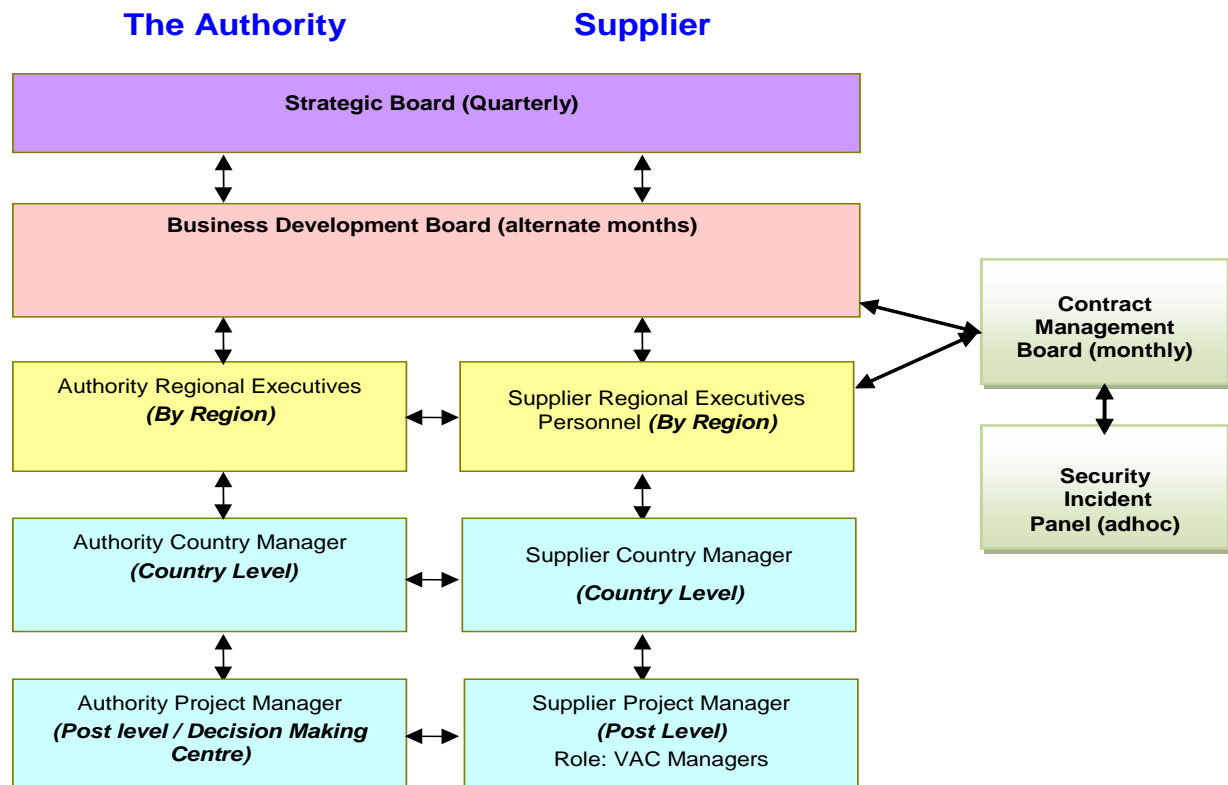 The Authority
Supplier
Strategic Board (Quarterly)
Business Development Board (alternate months)
Contract
Management
Board (monthly)
Authority Regional Executives
(By Region)
Supplier Regional Executives
Personnel (By Region)
Security
Incident
Panel (adhoc)
Authority Country Manager
(Country Level)
Supplier Country Manager
(Country Level)
Authority Project Manager
(Post level / Decision Making
Centre)
Supplier Project Manager
(Post Level)
Role: VAC Managers